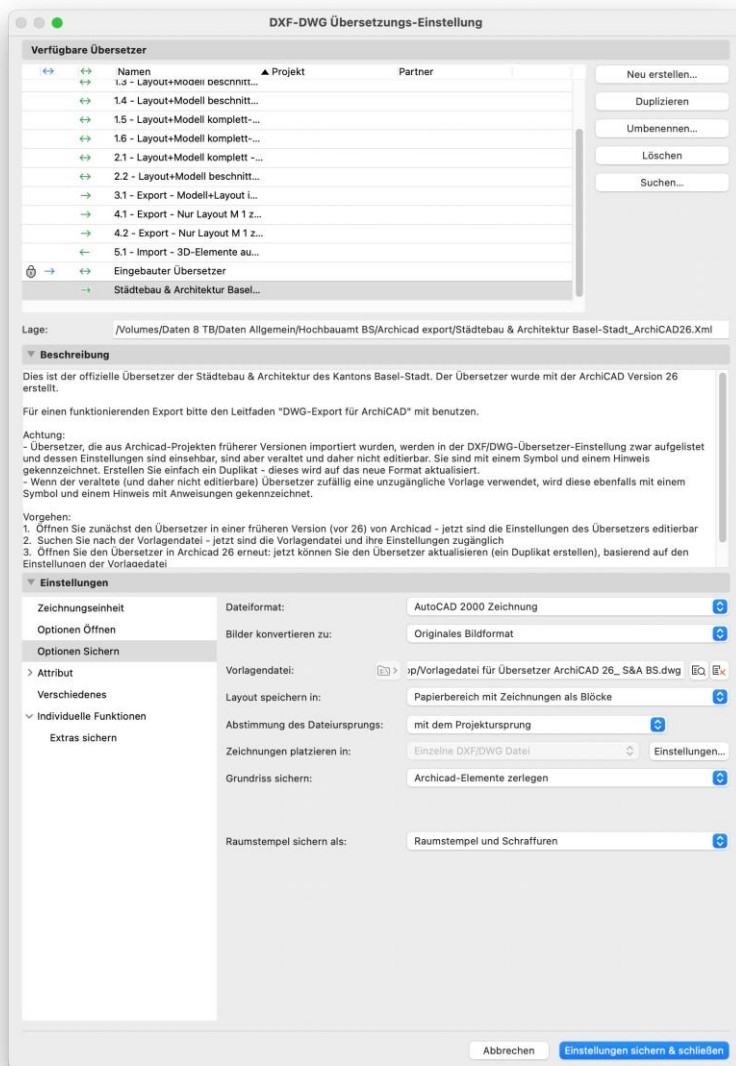 DXF-DWG Übersetzungs-Einstellung
Verfügbare Übersetzer
Namen ▲ Projekt Partner
1.3 - Layout+Modell beschnitt...
1.4 - Layout+Modell beschnitt...
1.5 - Layout+Modell komplett-...
1.6 - Layout+Modell komplett-...
2.1 - Layout+Modell komplett -...
2.2 - Layout+Modell beschnitt...
3.1 - Export - Modell+Layout i...
4.1 - Export - Nur Layout M 1 z...
4.2 - Export - Nur Layout M 1 z...
5.1 - Import - 3D-Elemente au...
Eingebauter Übersetzer
Städtebau & Architektur Basel...
Neu erstellen...
Duplizieren
Umbenennen...
Löschen
Suchen...
Lage: /Volumes/Daten 8 TB/Daten Allgemein/Hochbauamt BS/Archicad export/Städtebau & Architektur Basel-Stadt_ArchiCAD26.Xml
Beschreibung
Dies ist der offizielle Übersetzer der Städtebau & Architektur des Kantons Basel-Stadt. Der Übersetzer wurde mit der ArchiCAD Version 26
erstellt.
Für einen funktionierenden Export bitte den Leitfaden "DWG-Export für ArchiCAD" mit benutzen.
Achtung:
- Übersetzer, die aus Archicad-Projekten früherer Versionen importiert wurden, werden in der DXF/DWG-Übersetzer-Einstellung zwar aufgelistet
und dessen Einstellungen sind einsehbar, sind aber veraltet und daher nicht editierbar. Sie sind mit einem Symbol und einem Hinweis
gekennzeichnet. Erstellen Sie einfach ein Duplikat - dieses wird auf das neue Format aktualisiert.
- Wenn der veraltete (und daher nicht editierbare) Übersetzer zufällig eine unzugängliche Vorlage verwendet, wird diese ebenfalls mit einem
Symbol und einem Hinweis mit Anweisungen gekennzeichnet.
Vorgehen:
1. Öffnen Sie zunächst den Übersetzer in einer früheren Version (vor 26) von Archicad - jetzt sind die Einstellungen des Übersetzers editierbar
2. Suchen Sie nach der Vorlagendatei - jetzt sind die Vorlagendatei und ihre Einstellungen zugänglich
3. Öffnen Sie den Übersetzer in Archicad 26 erneut: jetzt können Sie den Übersetzer aktualisieren (ein Duplikat erstellen), basierend auf den
Einstellungen der Vorlagedatei
Einstellungen
Zeichnungseinheit
Optionen Öffnen
Optionen Sichern
Attribut
Verschiedenes
Individuelle Funktionen
Extras sichern
Dateiformat: AutoCAD 2000 Zeichnung
Bilder konvertieren zu: Originales Bildformat
Vorlagendatei: op/Vorlagedatei für Übersetzer ArchiCAD 26_ S&A BS.dwg
Layout speichern in: Papierbereich mit Zeichnungen als Blöcke
Abstimmung des Dateiursprungs: mit dem Projektursprung
Zeichnungen platzieren in: Einzelne DXF/DWG Datei Einstellungen...
Grundriss sichern: Archicad-Elemente zerlegen
Raumstempel sichern als: Raumstempel und Schraffuren
Abbrechen
Einstellungen sichern & schließen